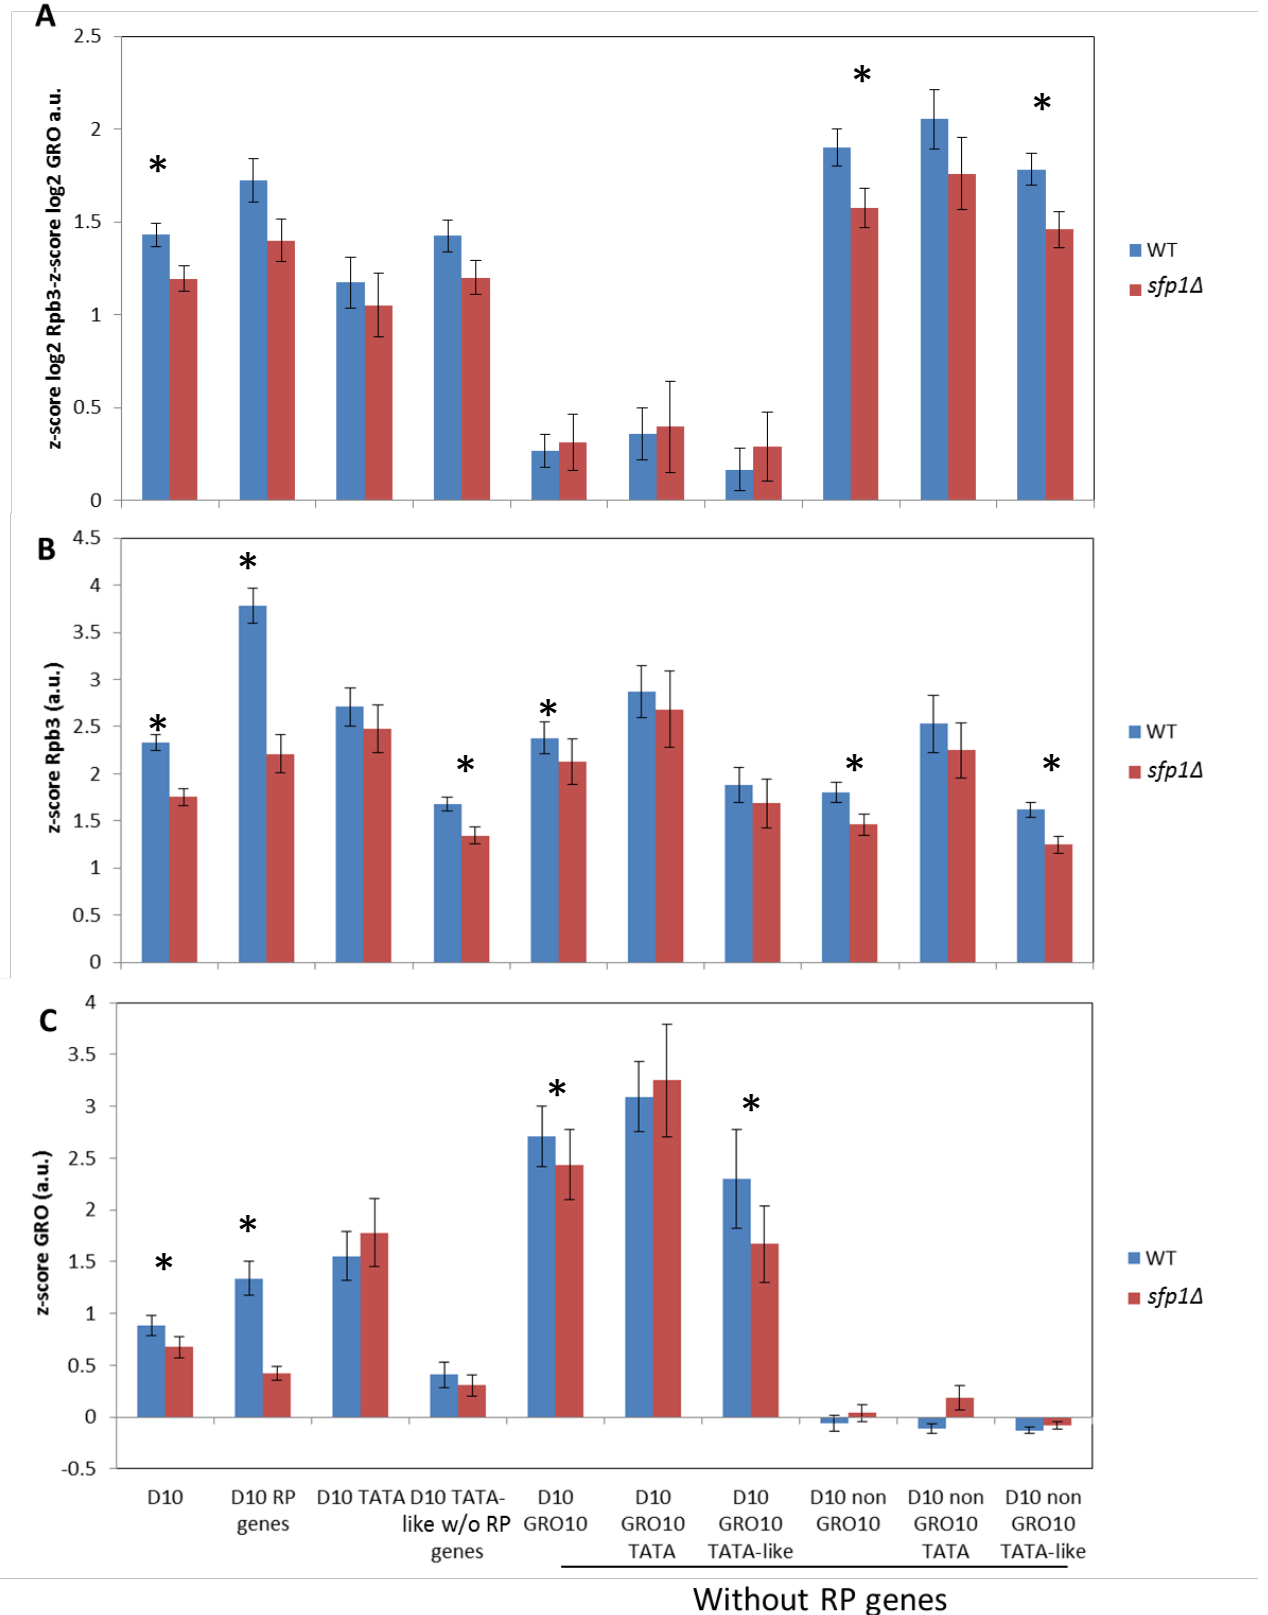 A
z-score log2 Rpb3-z-score log2 GRO a.u.
2.5
2
1.5
1
0.5
0
*
*
*
WT
sfp1Δ
B
z-score Rpb3 (a.u.)
4.5
4
3.5
3
2.5
2
1.5
1
0.5
0
*
*
*
*
*
*
WT
sfp1Δ
C
z-score GRO (a.u.)
4
3.5
3
2.5
2
1.5
1
0.5
0
-0.5
*
*
*
*
WT
sfp1Δ
D10
D10 RP
genes
D10 TATA
D10 TATA-
like w/o RP
genes
D10
GRO10
D10
GRO10
TATA
D10
GRO10
TATA-like
D10 non
GRO10
D10 non
GRO10
TATA
D10 non
GRO10
TATA-like
Without RP genes